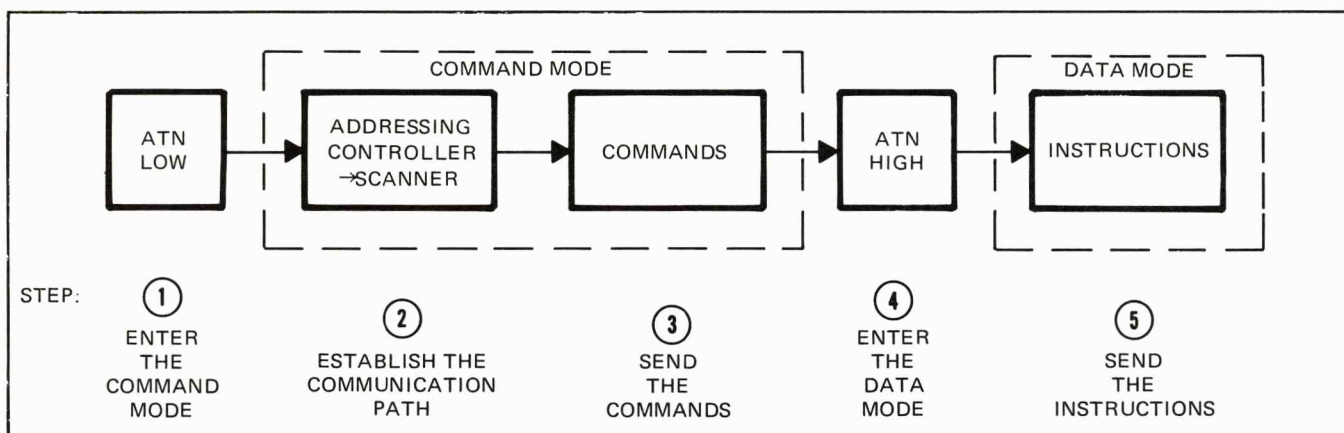 COMMAND MODE
DATA MODE
ATN
LOW
ADDRESSING
CONTROLLER
→SCANNER
COMMANDS
ATN
HIGH
INSTRUCTIONS
STEP:
1
ENTER
THE
COMMAND
MODE
2
ESTABLISH THE
COMMUNICATION
PATH
3
SEND
THE
COMMANDS
4
ENTER
THE
DATA
MODE
5
SEND
THE
INSTRUCTIONS